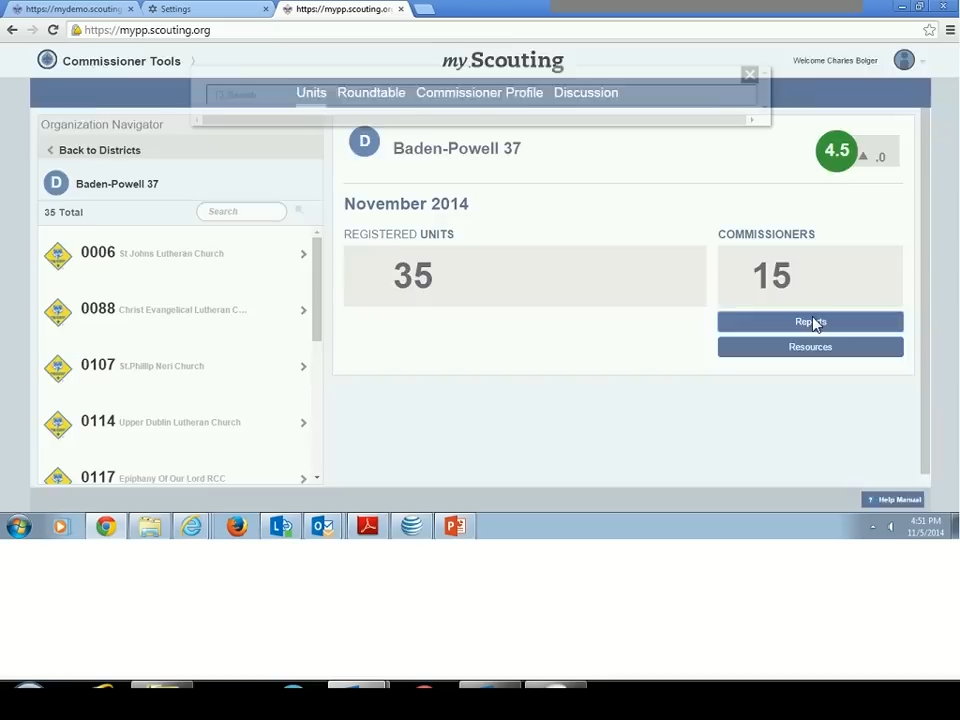 https://mydemo.scouting
Settings
https://mypp.scouting.or
https://mypp.scouting.org
Commissioner Tools
my.Scouting
Welcome Charles Bolger
Units
Roundtable
Commissioner Profile
Discussion
Organization Navigator
Back to Districts
D
Baden-Powell 37
35 Total
Search
0006 St Johns Lutheran Church
0088 Christ Evangelical Lutheran C...
0107 St.Phillip Neri Church
0114 Upper Dublin Lutheran Church
0117 Epiphany Of Our Lord RCC
D
Baden-Powell 37
4.5
.0
November 2014
REGISTERED UNITS
35
COMMISSIONERS
15
Reports
Resources
? Help Manual
4:51 PM
11/5/2014